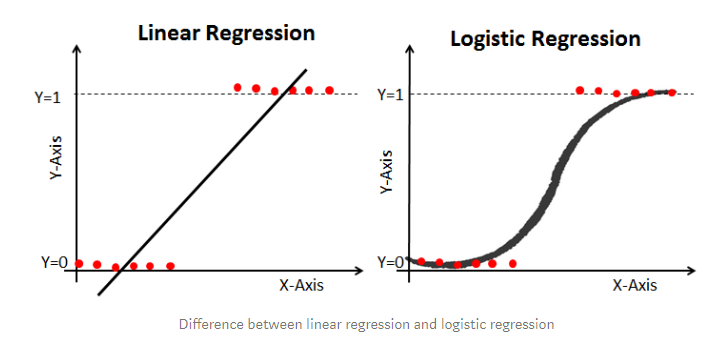 Linear Regression
Y=1
Y-Axis
Y=0
X-Axis
Logistic Regression
Y=1
Y-Axis
Y=0
X-Axis
Difference between linear regression and logistic regression